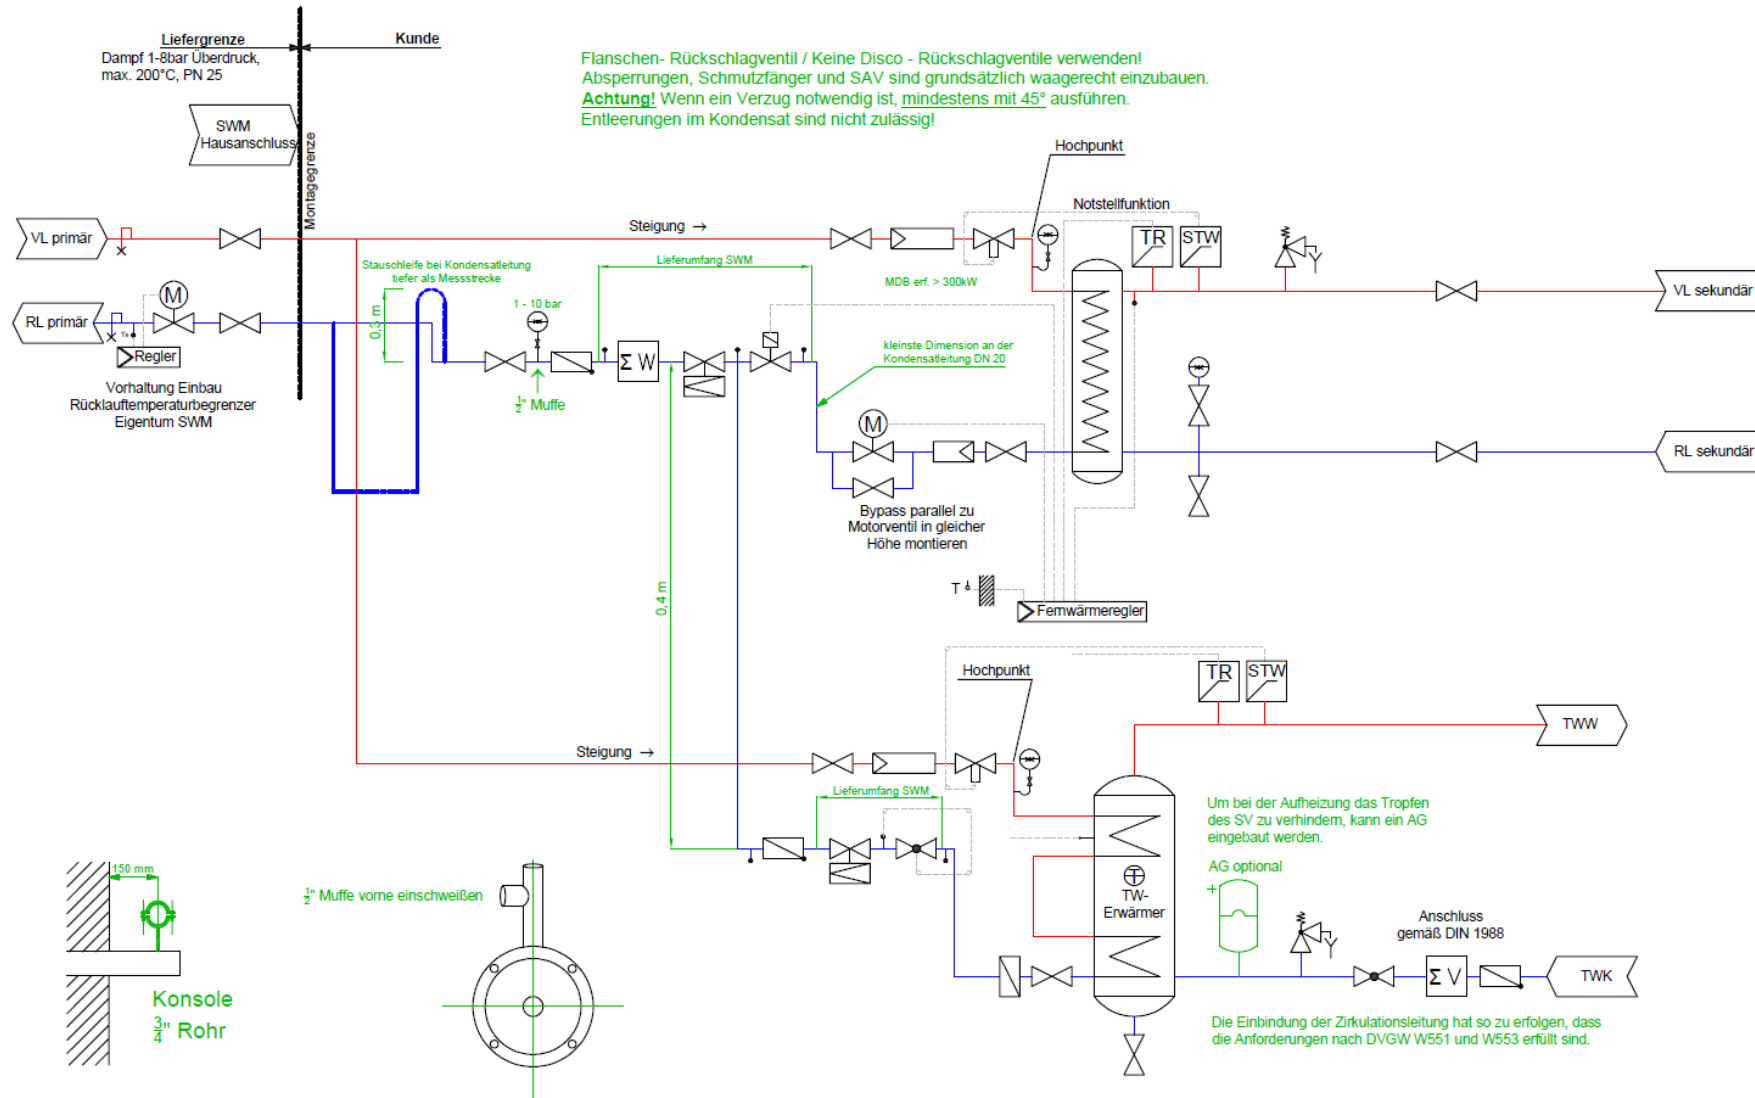 Liefergrenze
Kunde
Dampf 1-8bar Überdruck,
max. 200°C, PN 25
SWM
Hausanschluss
Montagegrenze
Flanschen- Rückschlagventil / Keine Disco - Rückschlagventile verwenden!
Absperrungen, Schmutzfänger und SAV sind grundsätzlich waagerecht einzubauen.
Achtung! Wenn ein Verzug notwendig ist, mindestens mit 45° ausführen.
Entleerungen im Kondensat sind nicht zulässig!
Hochpunkt
Notstellfunktion
VL primär
Steigung →
TR
STW
Stauschleife bei Kondensatleitung
tiefer als Messstrecke
Lieferumfang SWM
MDB erf. > 300kW
VL sekundär
M
0,3 m
1 - 10 bar
RL primär
Regler
Σ W
kleinste Dimension an der
Kondensatleitung DN 20
Vorhaltung Einbau
Rücklauftemperaturbegrenzer
Eigentum SWM
1/2" Muffe
M
RL sekundär
Bypass parallel zu
Motorventil in gleicher
Höhe montieren
0,4 m
T
Fernwärmeregler
Hochpunkt
TR
STW
Steigung →
TWW
Lieferumfang SWM
Um bei der Aufheizung das Tropfen
des SV zu verhindern, kann ein AG
eingebaut werden.
AG optional
+
T
TW-
Erwärmer
150 mm
1/2" Muffe vorne einschweißen
Anschluss
gemäß DIN 1988
Σ V
TWK
Konsole
3/4" Rohr
Die Einbindung der Zirkulationsleitung hat so zu erfolgen, dass
die Anforderungen nach DVGW W551 und W553 erfüllt sind.